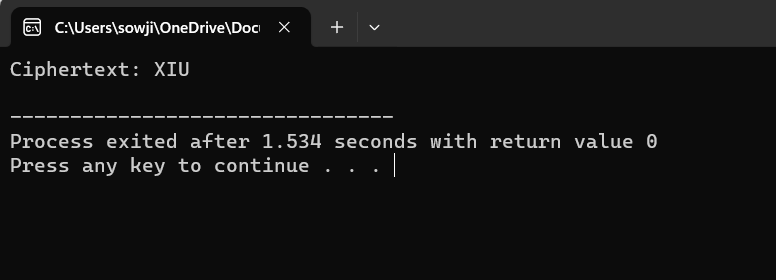 C:\Users\sowji\OneDrive\Docu
Ciphertext: XIU
--------------------------------
Process exited after 1.534 seconds with return value 0
Press any key to continue . . .